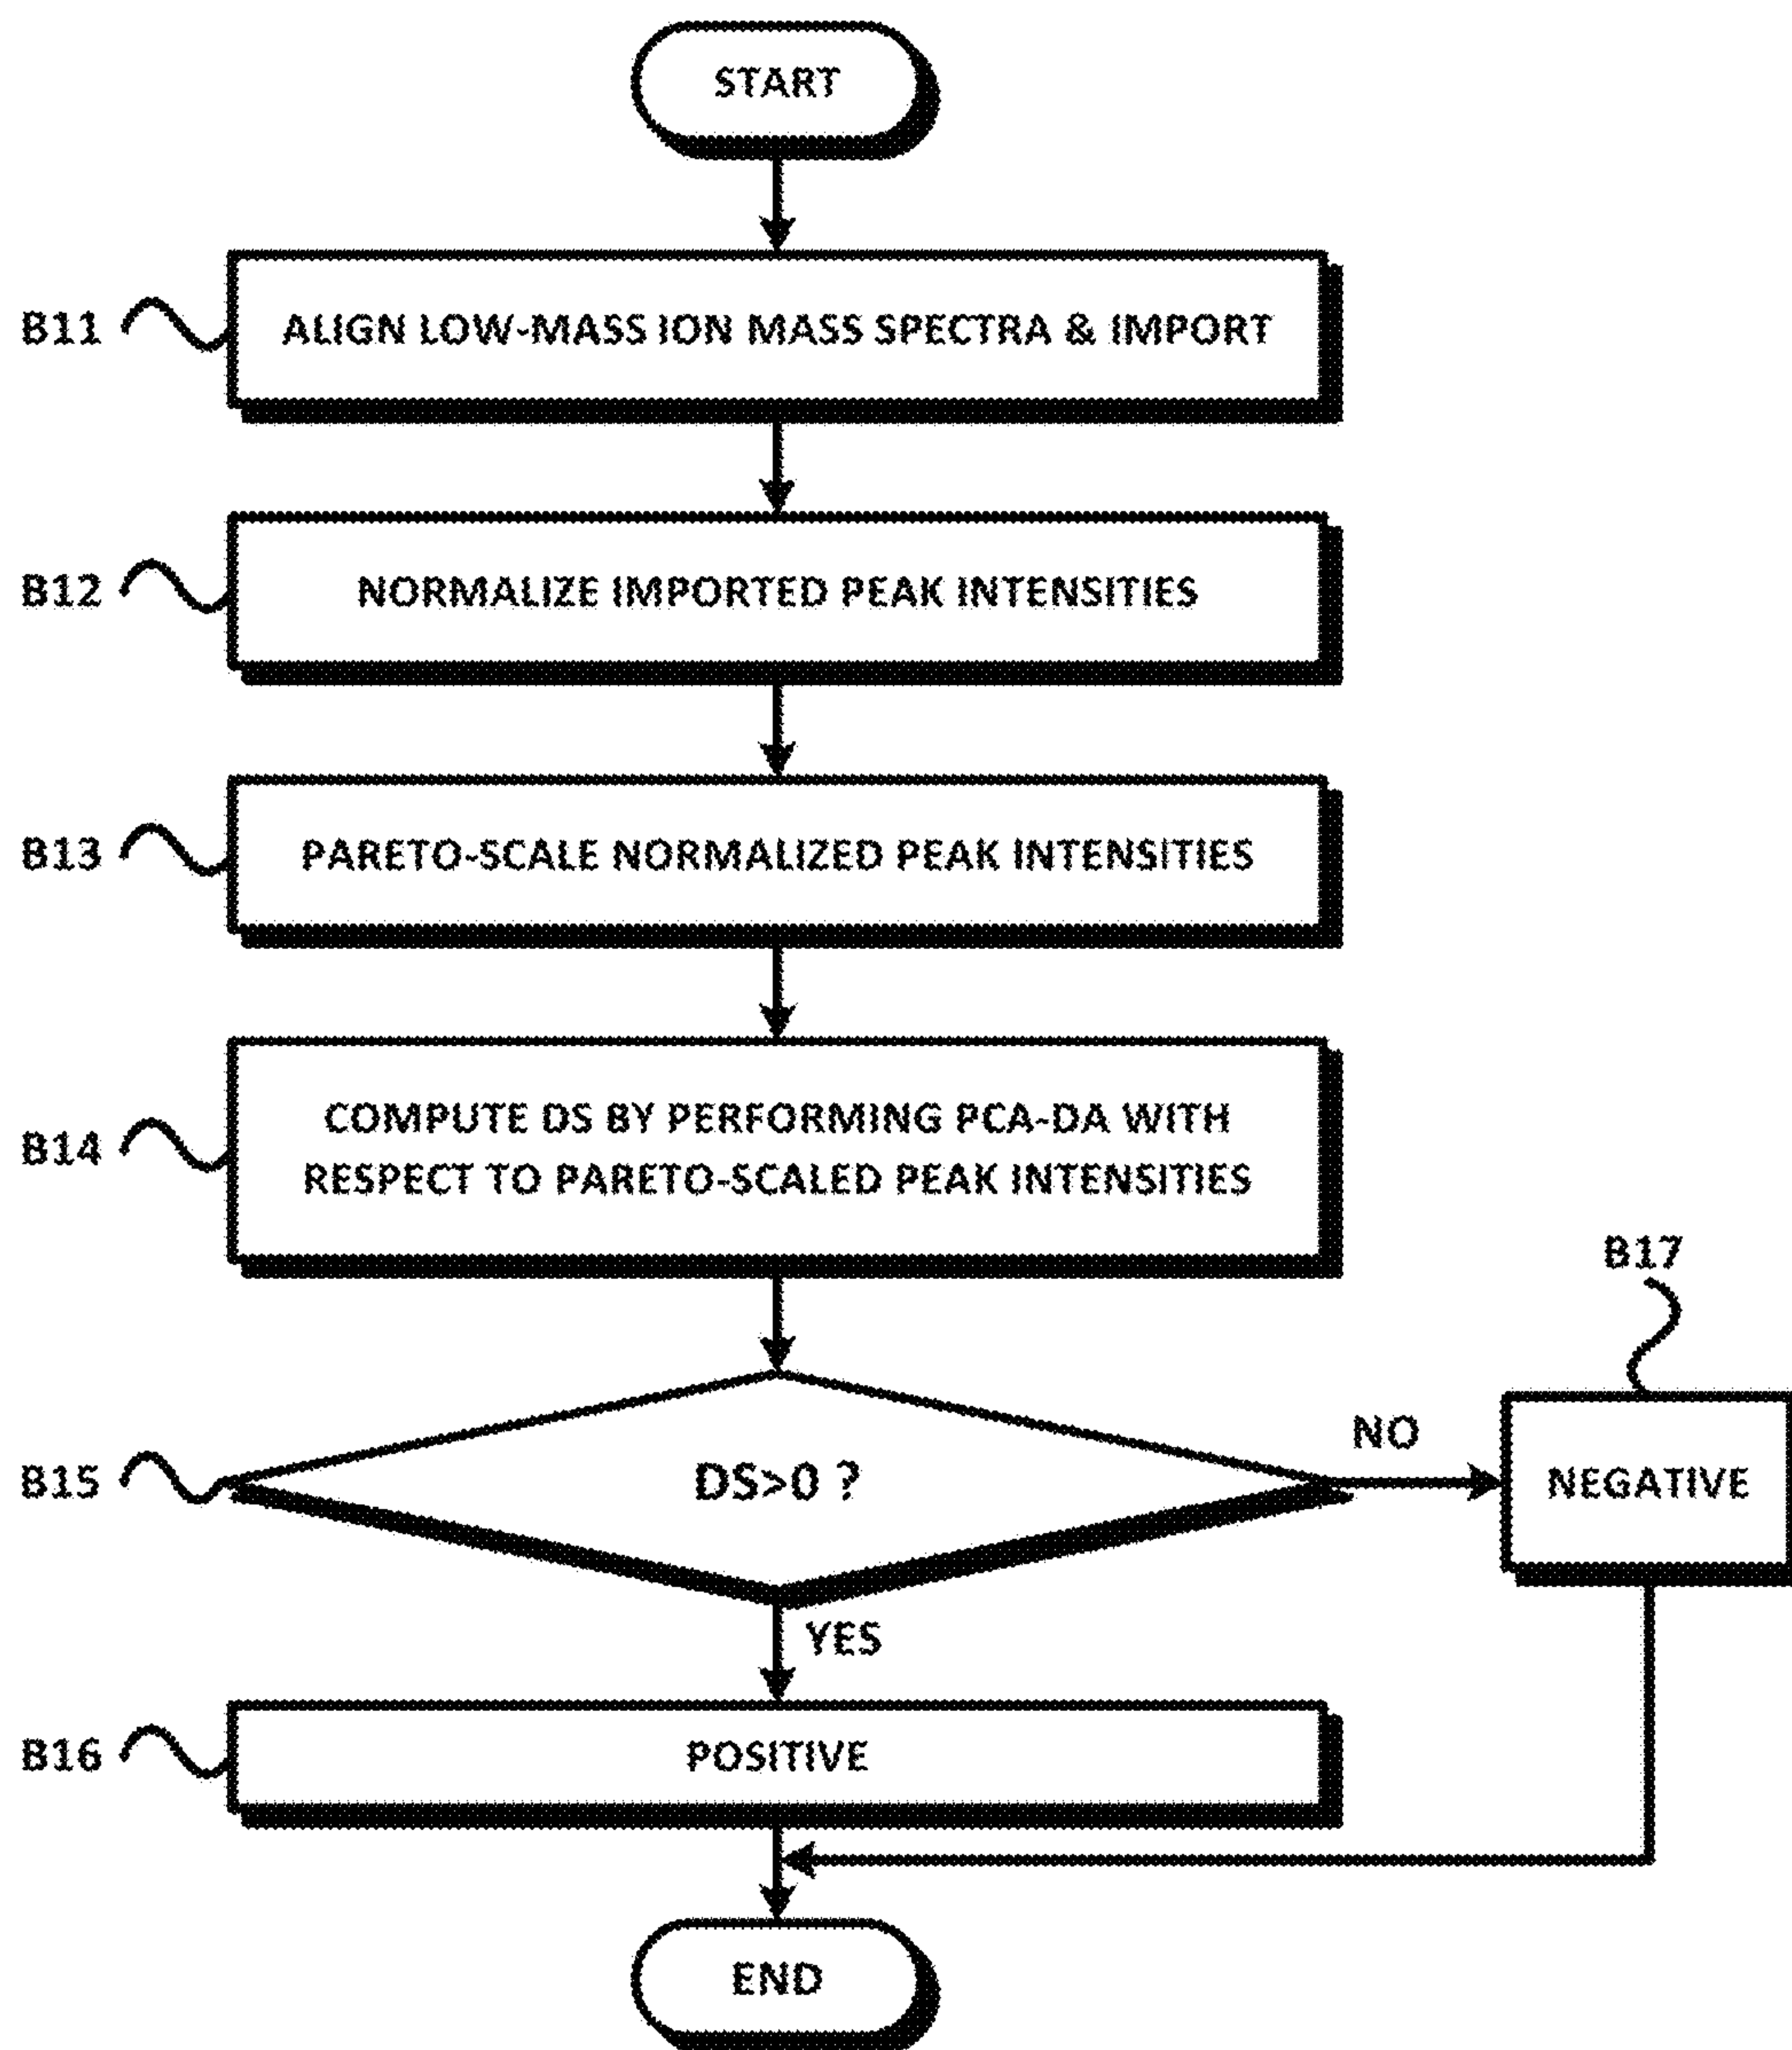 START
B11
ALIGN LOW-MASS ION MASS SPECTRA & IMPORT
B12
NORMALIZE IMPORTED PEAK INTENSITIES
B13
PARETO-SCALE NORMALIZED PEAK INTENSITIES
B14
COMPUTE DS BY PERFORMING PCA-DA WITH
RESPECT TO PARETO-SCALED PEAK INTENSITIES
B15
DS>0 ?
NO
B17
NEGATIVE
YES
B16
POSITIVE
END